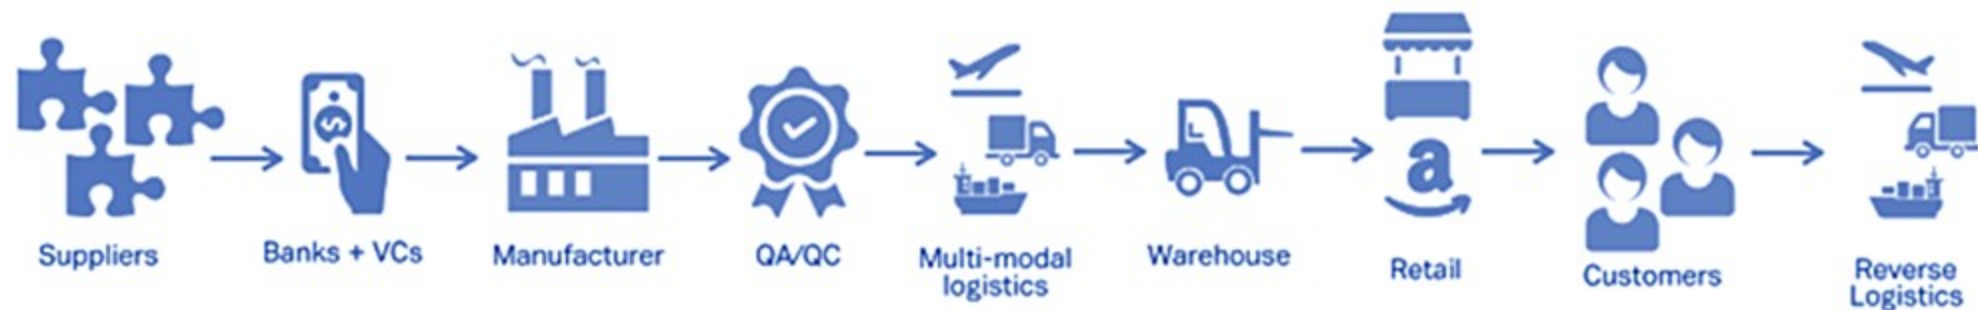 Suppliers
Banks + VCs
Manufacturer
QA/QC
Multi-modal
logistics
Warehouse
a
Retail
Customers
Reverse
Logistics